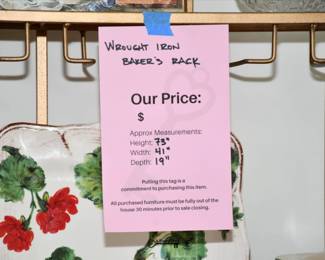 WROUGHT IRON
BAKER'S RACK
Our Price:
$
Approx Measurements:
Height: 75"
Width: 41"
Depth: 19"
Pulling this tag is a
commitment to purchasing this item.
All purchased furniture must be fully out of the
house 30 minutes prior to sale closing.